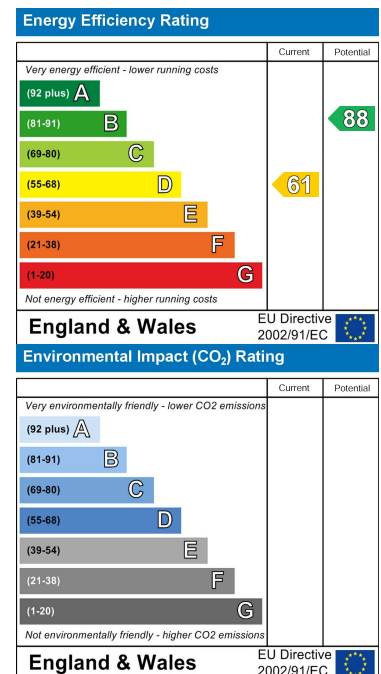 Energy Efficiency Rating
Current Potential
Very energy efficient - lower running costs
(92 plus) A
(81-91) B
88
(69-80) C
(55-68) D
61
(39-54) E
(21-38) F
(1-20) G
Not energy efficient - higher running costs
England & Wales
EU Directive
2002/91/EC
Environmental Impact (CO₂) Rating
Current Potential
Very environmentally friendly - lower CO2 emissions
(92 plus) A
(81-91) B
(69-80) C
(55-68) D
(39-54) E
(21-38) F
(1-20) G
Not environmentally friendly - higher CO2 emissions
England & Wales
EU Directive
2002/91/EC